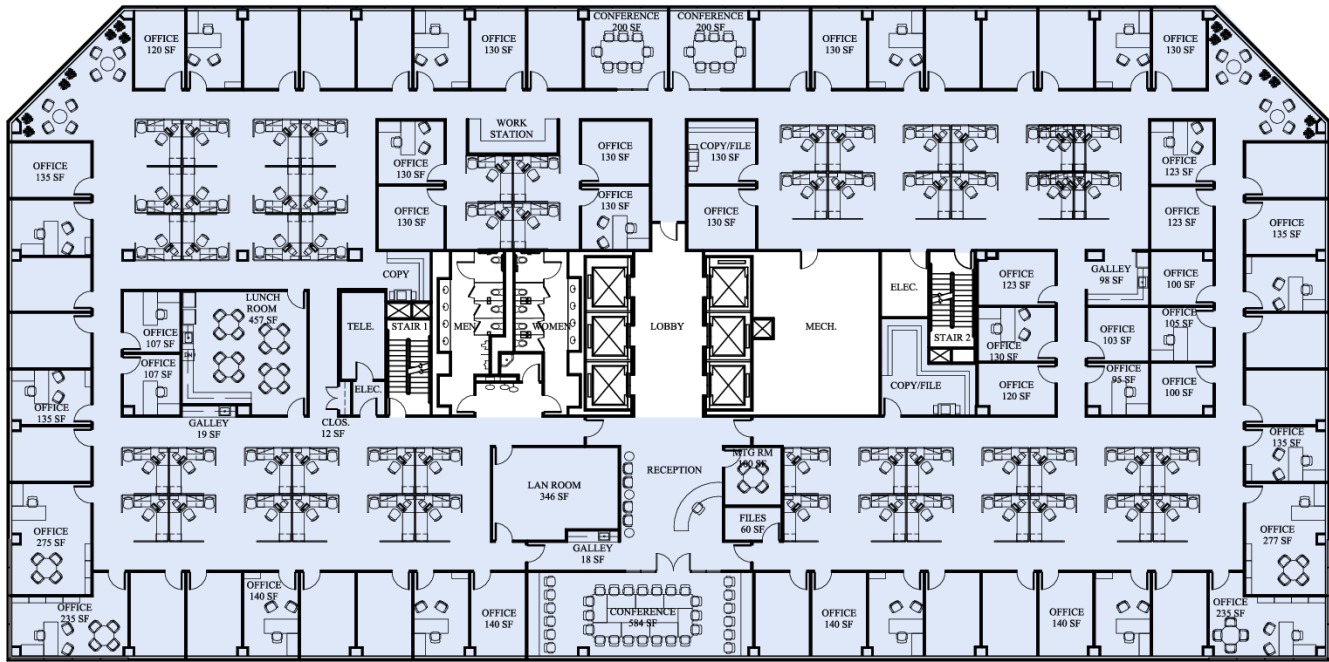 OFFICE
120 SF
OFFICE
130 SF
CONFERENCE
200 SF
CONFERENCE
200 SF
OFFICE
130 SF
OFFICE
130 SF
OFFICE
135 SF
OFFICE
130 SF
WORK
STATION
OFFICE
130 SF
COPY/FILE
130 SF
OFFICE
123 SF
OFFICE
130 SF
OFFICE
130 SF
OFFICE
130 SF
OFFICE
123 SF
OFFICE
135 SF
COPY
OFFICE
123 SF
GALLEY
98 SF
OFFICE
100 SF
LUNCH
ROOM
457 SF
TELE.
STAIR 1
MEN
WOMEN
LOBBY
MECH.
ELEC.
STAIR 2
OFFICE
107 SF
OFFICE
130 SF
OFFICE
103 SF
OFFICE
105 SF
OFFICE
107 SF
ELEC.
COPY/FILE
OFFICE
120 SF
OFFICE
95 SF
OFFICE
100 SF
OFFICE
135 SF
GALLEY
19 SF
CLOS.
12 SF
OFFICE
135 SF
RECEPTION
MTG RM
100 SF
LAN ROOM
346 SF
FILES
60 SF
OFFICE
275 SF
GALLEY
18 SF
OFFICE
277 SF
OFFICE
235 SF
OFFICE
140 SF
OFFICE
140 SF
CONFERENCE
584 SF
OFFICE
140 SF
OFFICE
140 SF
OFFICE
235 SF